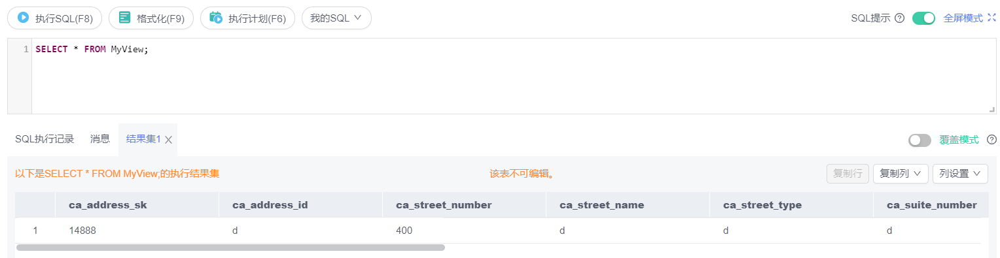 执行SQL(F8) 格式化(F9) 执行计划(F6) 我的SQL SQL提示 全屏模式
1 SELECT * FROM MyView;
SQL执行记录 消息 结果集1 覆盖模式
以下是SELECT * FROM MyView;的执行结果集 该表不可编辑。 复制行 复制列 列设置
ca_address_sk ca_address_id ca_street_number ca_street_name ca_street_type ca_suite_number
1 14888 d 400 d d d